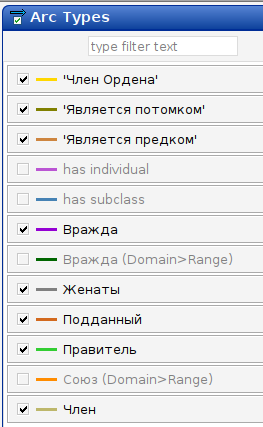 Arc Types
type filter text
'Член Ордена'
'Является потомком'
'Является предком'
has individual
has subclass
Вражда
Вражда (Domain>Range)
Женаты
Подданный
Правитель
Союз (Domain>Range)
Член